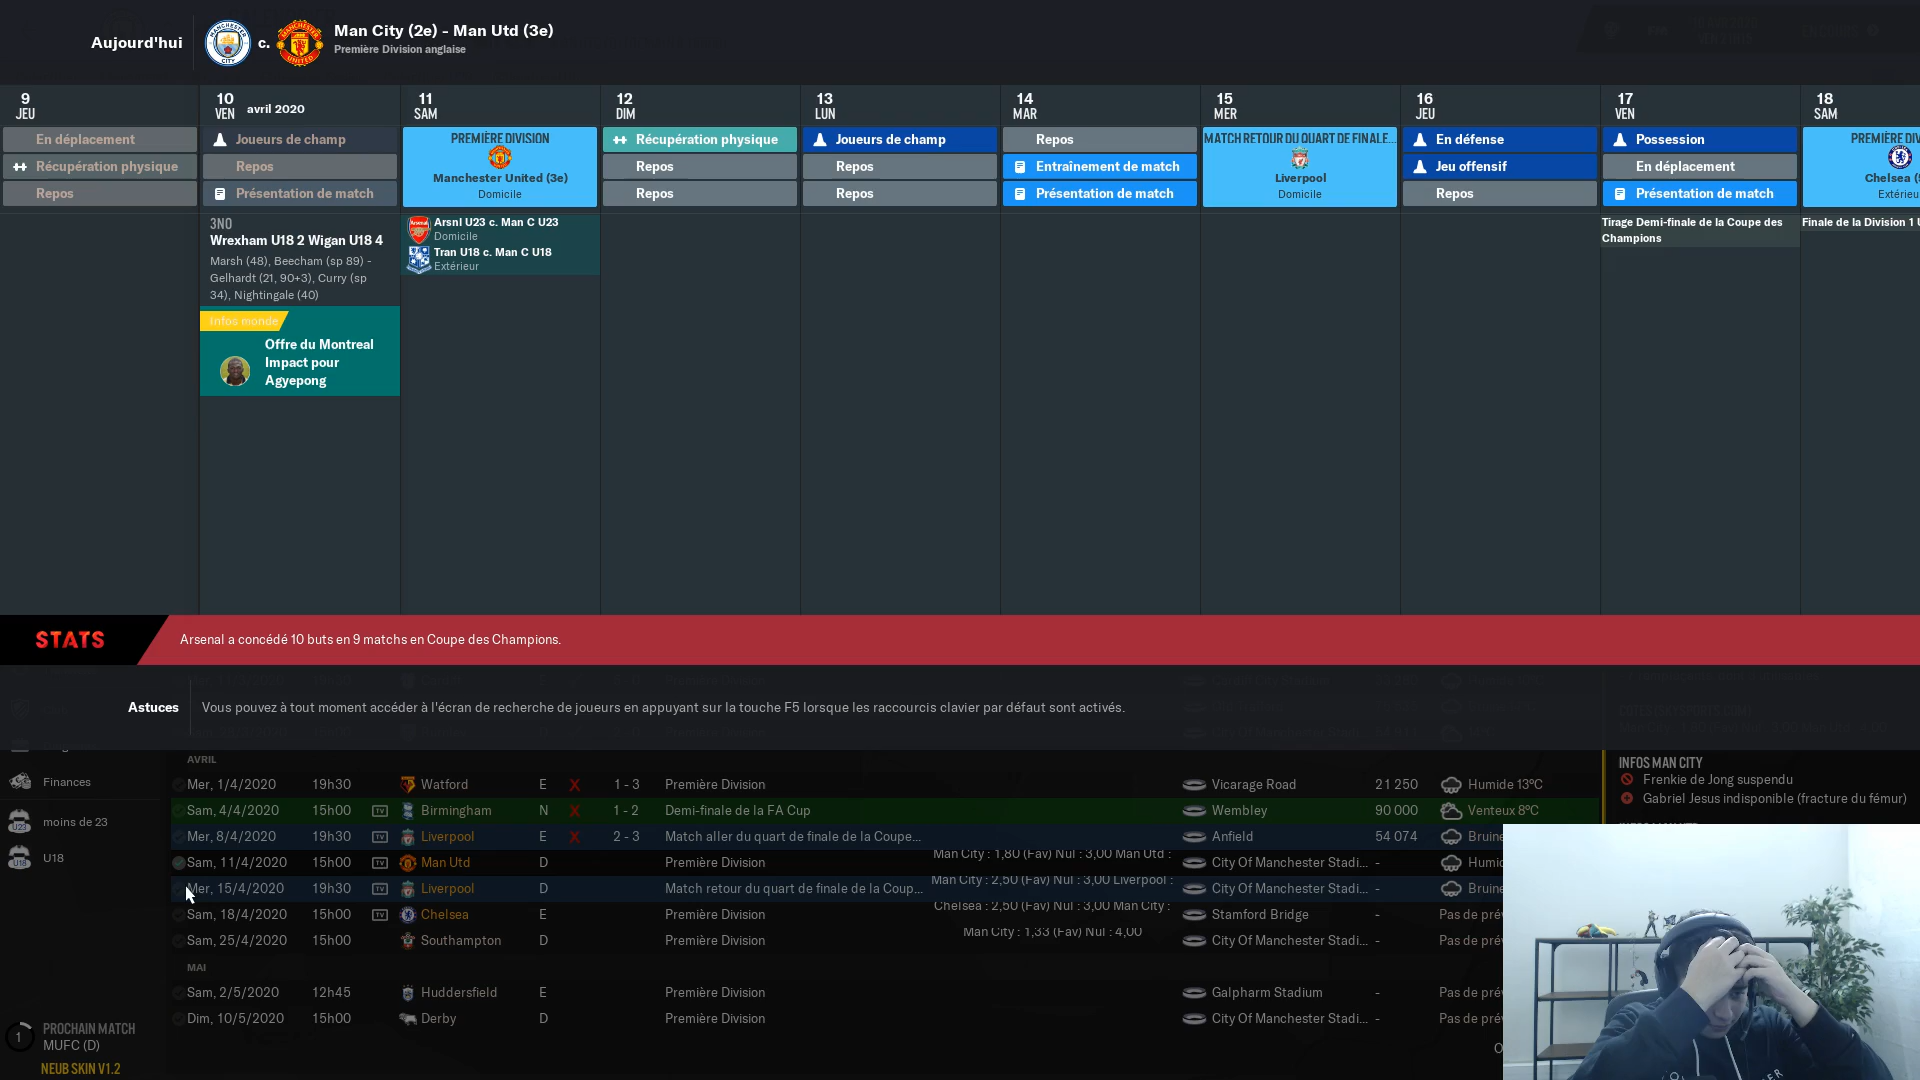 Aujourd'hui
c.
Man City (2e) - Man Utd (3e)
Première Division anglaise
9
JEU
En déplacement
Récupération physique
Repos
10
VEN
avril 2020
Joueurs de champ
Repos
Présentation de match
3NO
Wrexham U18 2 Wigan U18 4
Marsh (48), Beecham (sp 89) -
Gelhardt (21, 90+3), Curry (sp
34), Nightingale (40)
Infos monde
Offre du Montreal
Impact pour
Agyepong
11
SAM
PREMIÈRE DIVISION
Manchester United (3e)
Domicile
Arsnl U23 c. Man C U23
Domicile
Tran U18 c. Man C U18
Extérieur
12
DIM
Récupération physique
Repos
Repos
13
LUN
Joueurs de champ
Repos
Repos
14
MAR
Repos
Entraînement de match
Présentation de match
15
MER
MATCH RETOUR DU QUART DE FINALE...
Liverpool
Domicile
16
JEU
En défense
Jeu offensif
Repos
17
VEN
Possession
En déplacement
Présentation de match
Tirage Demi-finale de la Coupe des
Champions
18
SAM
PREMIÈRE DIV
Chelsea (
Extérieu
Finale de la Division 1 U
STATS
Arsenal a concédé 10 buts en 9 matchs en Coupe des Champions.
Astuces
Vous pouvez à tout moment accéder à l'écran de recherche de joueurs en appuyant sur la touche F5 lorsque les raccourcis clavier par défaut sont activés.
Finances
moins de 23
U18
PROCHAIN MATCH
1
MUFC (D)
NEUB SKIN V1.2
AVRIL
Mer, 1/4/2020 19h30 Watford E 1 - 3 Première Division Vicarage Road 21 250 Humide 13°C
Sam, 4/4/2020 15h00 TV Birmingham N 1 - 2 Demi-finale de la FA Cup Wembley 90 000 Venteux 8°C
Mer, 8/4/2020 19h30 TV Liverpool E 2 - 3 Match aller du quart de finale de la Coupe... Anfield 54 074 Bruine
Sam, 11/4/2020 15h00 TV Man Utd D Première Division Man City : 1,80 (Fav) Nul : 3,00 Man Utd : City Of Manchester Stadi... - Humid
Mer, 15/4/2020 19h30 TV Liverpool D Match retour du quart de finale de la Coup... Man City : 2,50 (Fav) Nul : 3,00 Liverpool : City Of Manchester Stadi... - Bruine
Sam, 18/4/2020 15h00 TV Chelsea E Première Division Chelsea : 2,50 (Fav) Nul : 3,00 Man City : Stamford Bridge - Pas de prév
Sam, 25/4/2020 15h00 Southampton D Première Division Man City : 1,33 (Fav) Nul : 4,00 City Of Manchester Stadi... - Pas de prév
MAI
Sam, 2/5/2020 12h45 Huddersfield E Première Division Galpharm Stadium - Pas de prév
Dim, 10/5/2020 15h00 Derby D Première Division City Of Manchester Stadi... - Pas de prév
INFOS MAN CITY
Frenkie de Jong suspendu
Gabriel Jesus indisponible (fracture du fémur)